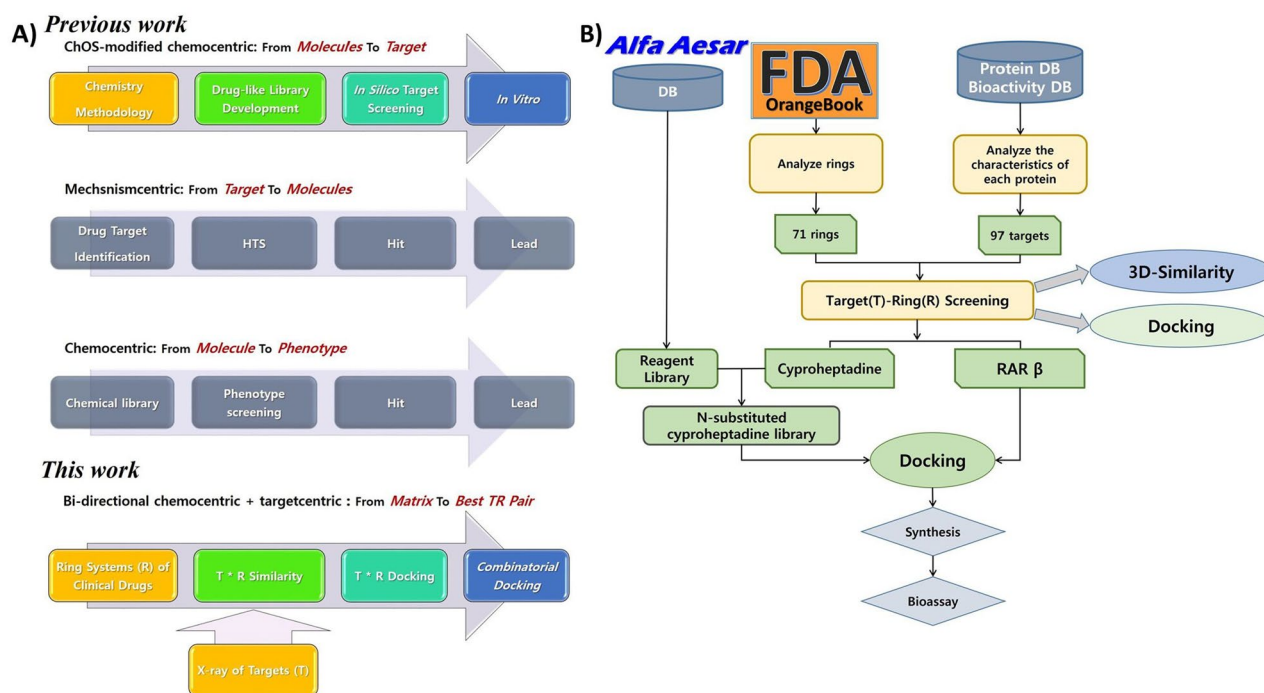 A)
Previous work
ChOS-modified chemocentric: From Molecules To Target
Chemistry
Methodology
Drug-like Library
Development
In Silico Target
Screening
In Vitro
Mechsnismcentric: From Target To Molecules
Drug Target
Identification
HTS
Hit
Lead
Chemocentric: From Molecule To Phenotype
Chemical library
Phenotype
screening
Hit
Lead
This work
Bi-directional chemocentric + targetcentric : From Matrix To Best TR Pair
Ring Systems (R) of
Clinical Drugs
T * R Similarity
T * R Docking
Combinatorial
Docking
X-ray of Targets (T)
B)
Alfa Aesar
DB
FDA
OrangeBook
Protein DB
Bioactivity DB
Analyze rings
Analyze the
characteristics of
each protein
71 rings
97 targets
Target(T)-Ring(R) Screening
3D-Similarity
Docking
Reagent
Library
Cyproheptadine
RAR β
N-substituted
cyproheptadine library
Docking
Synthesis
Bioassay